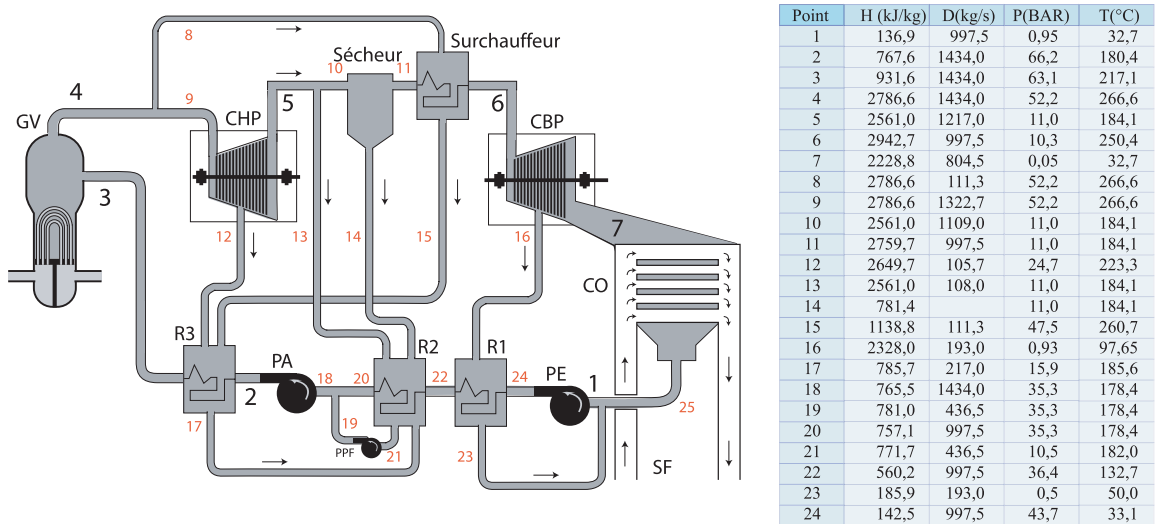 8
Surchauffeur
Sécheur
10
11
4
9
5
6
CHP
CBP
GV
3
7
12
13
14
15
16
CO
R3
R2
R1
PA
PE
18
20
22
24
1
2
25
17
19
PPF
21
23
SF
Point H (kJ/kg) D(kg/s) P(BAR) T(°C)
1 136,9 997,5 0,95 32,7
2 767,6 1434,0 66,2 180,4
3 931,6 1434,0 63,1 217,1
4 2786,6 1434,0 52,2 266,6
5 2561,0 1217,0 11,0 184,1
6 2942,7 997,5 10,3 250,4
7 2228,8 804,5 0,05 32,7
8 2786,6 111,3 52,2 266,6
9 2786,6 1322,7 52,2 266,6
10 2561,0 1109,0 11,0 184,1
11 2759,7 997,5 11,0 184,1
12 2649,7 105,7 24,7 223,3
13 2561,0 108,0 11,0 184,1
14 781,4 11,0 184,1
15 1138,8 111,3 47,5 260,7
16 2328,0 193,0 0,93 97,65
17 785,7 217,0 15,9 185,6
18 765,5 1434,0 35,3 178,4
19 781,0 436,5 35,3 178,4
20 757,1 997,5 35,3 178,4
21 771,7 436,5 10,5 182,0
22 560,2 997,5 36,4 132,7
23 185,9 193,0 0,5 50,0
24 142,5 997,5 43,7 33,1